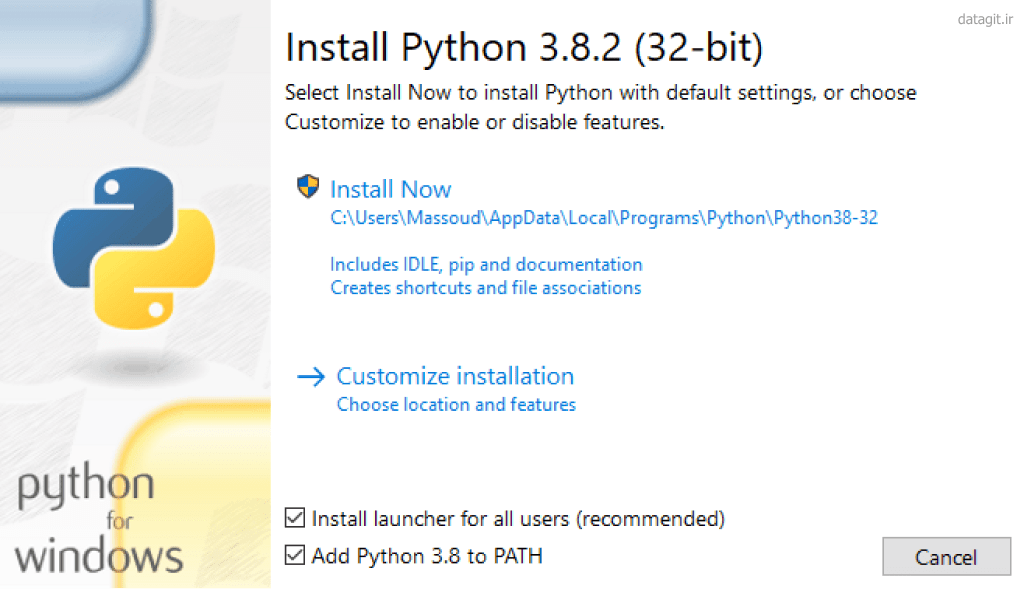 datagit.ir
Install Python 3.8.2 (32-bit)
Select Install Now to install Python with default settings, or choose
Customize to enable or disable features.
Install Now
C:\Users\Massoud\AppData\Local\Programs\Python\Python38-32
Includes IDLE, pip and documentation
Creates shortcuts and file associations
Customize installation
Choose location and features
python
for
windows
Install launcher for all users (recommended)
Add Python 3.8 to PATH
Cancel